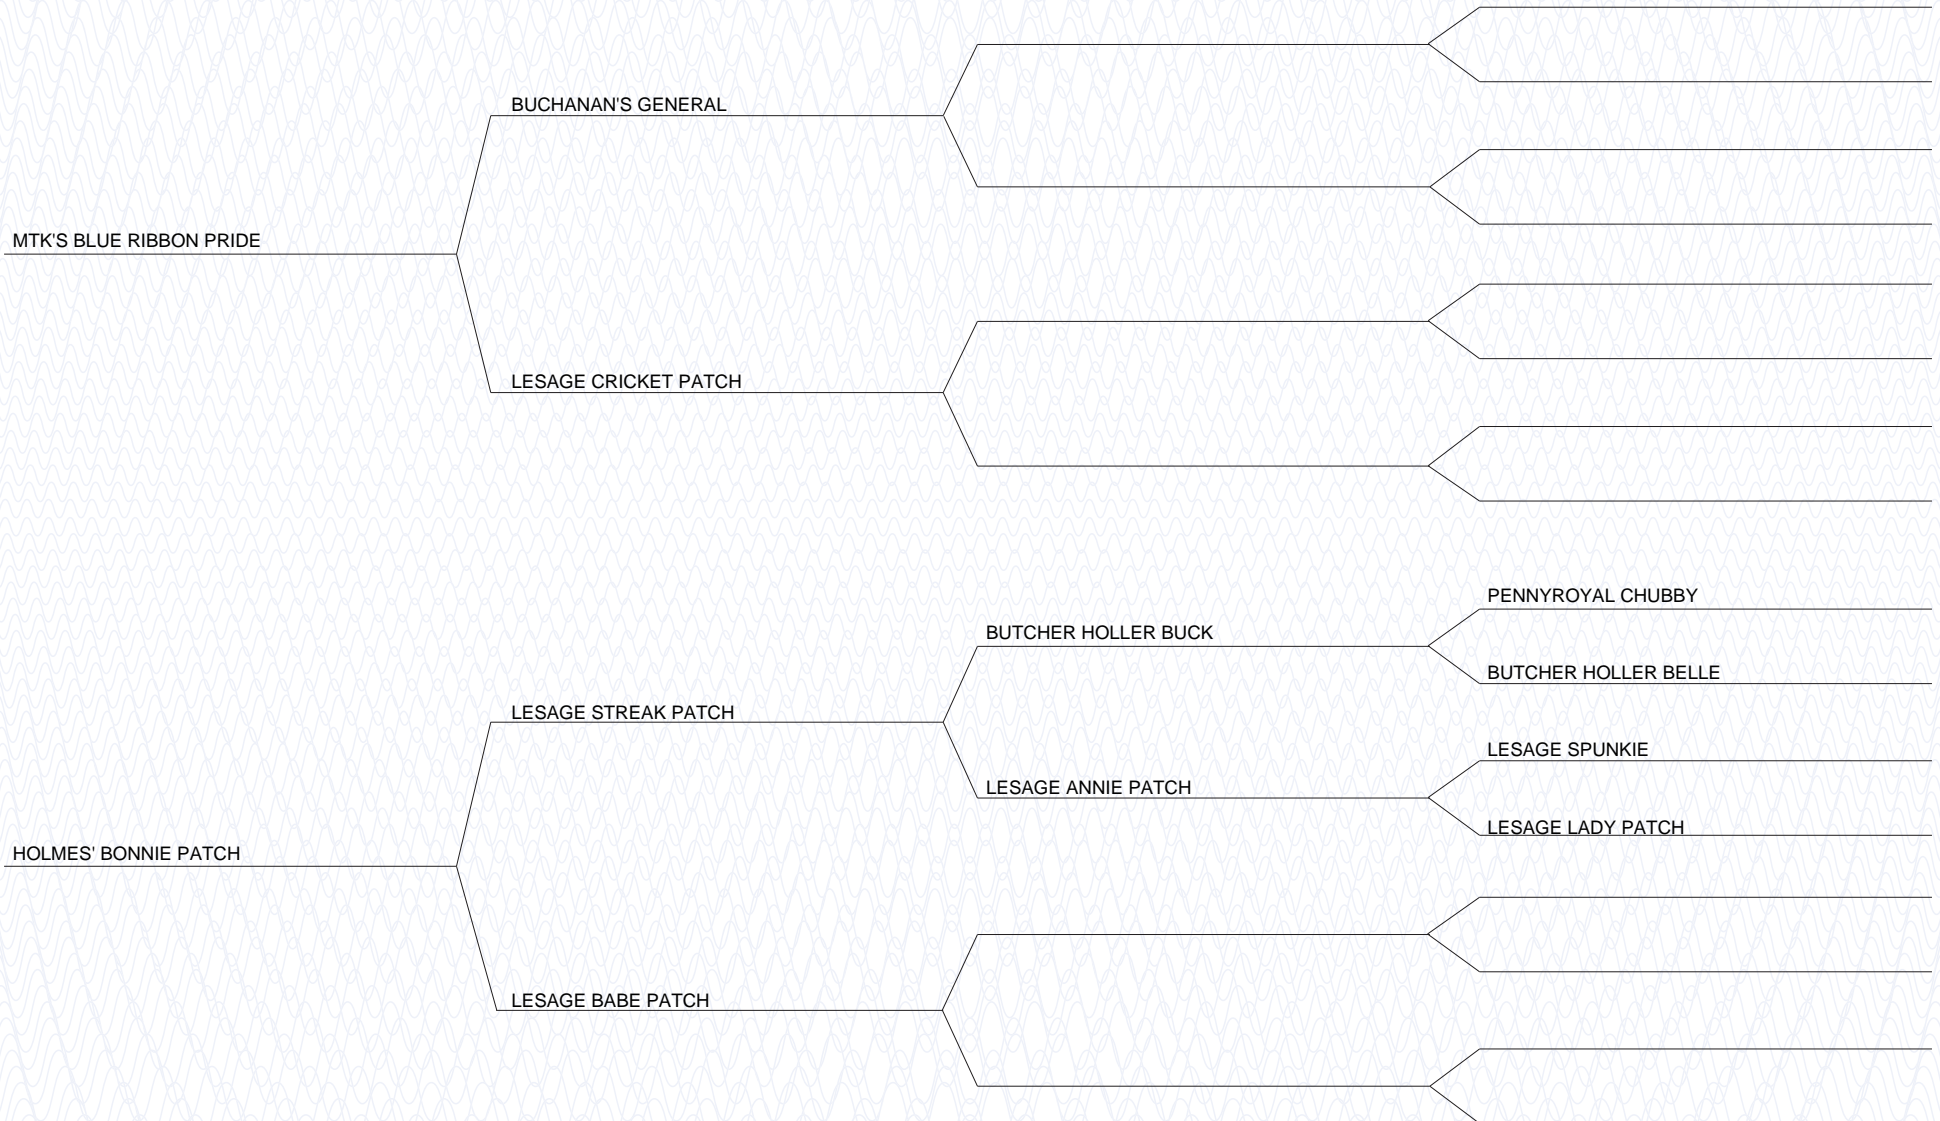 BUCHANAN'S GENERAL
MTK'S BLUE RIBBON PRIDE
LESAGE CRICKET PATCH
PENNYROYAL CHUBBY
BUTCHER HOLLER BUCK
BUTCHER HOLLER BELLE
LESAGE STREAK PATCH
LESAGE SPUNKIE
LESAGE ANNIE PATCH
LESAGE LADY PATCH
HOLMES' BONNIE PATCH
LESAGE BABE PATCH